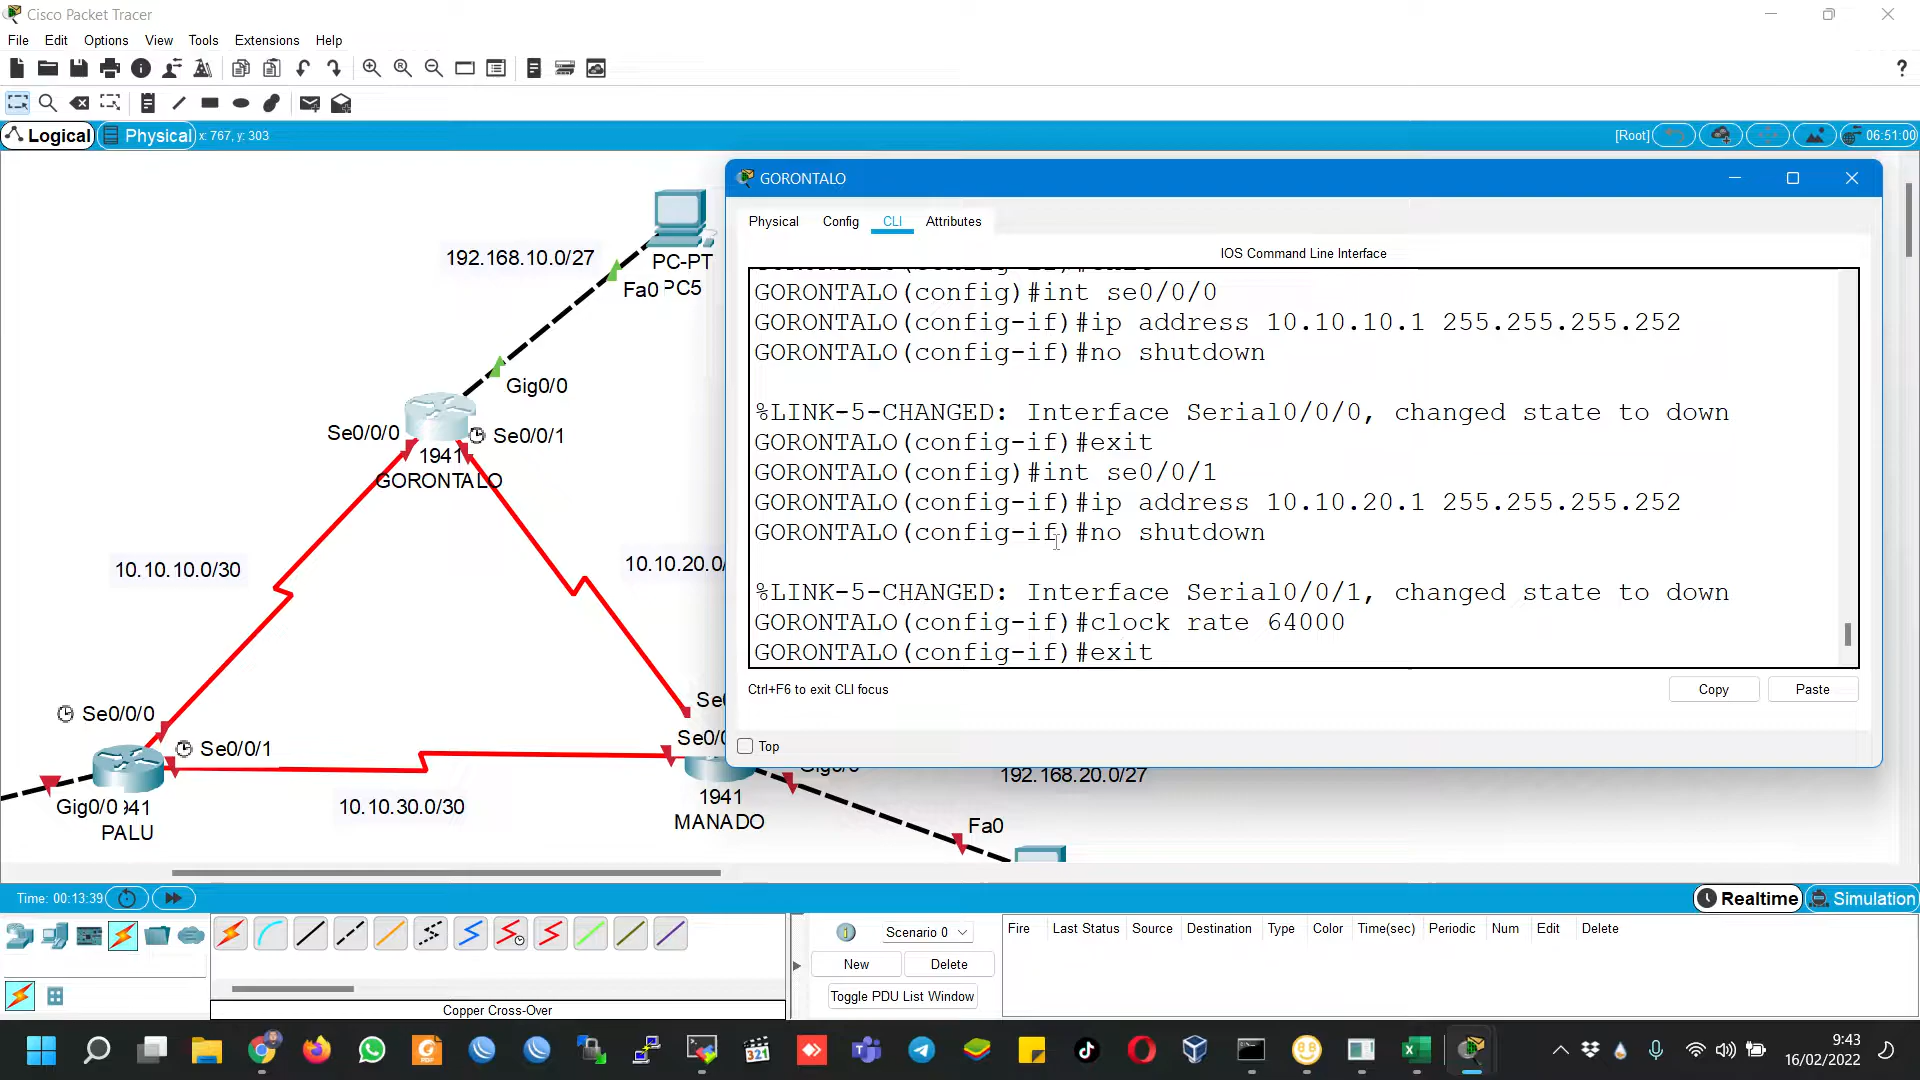 Cisco Packet Tracer
File Edit Options View Tools Extensions Help
Logical Physical x: 767, y: 303 [Root] 06:51:00
192.168.10.0/27
PC-PT
PC5
Fa0
Gig0/0
Se0/0/0
Se0/0/1
1941
GORONTALO
10.10.10.0/30
10.10.20.0/
Se0/0/0
Se0/0/1
Gig0/0
PALU
10.10.30.0/30
1941
MANADO
192.168.20.0/27
Fa0
GORONTALO
Physical Config CLI Attributes
IOS Command Line Interface
GORONTALO(config)#int se0/0/0
GORONTALO(config-if)#ip address 10.10.10.1 255.255.255.252
GORONTALO(config-if)#no shutdown
%LINK-5-CHANGED: Interface Serial0/0/0, changed state to down
GORONTALO(config-if)#exit
GORONTALO(config)#int se0/0/1
GORONTALO(config-if)#ip address 10.10.20.1 255.255.255.252
GORONTALO(config-if)#no shutdown
%LINK-5-CHANGED: Interface Serial0/0/1, changed state to down
GORONTALO(config-if)#clock rate 64000
GORONTALO(config-if)#exit
Ctrl+F6 to exit CLI focus
Copy Paste
Top
Time: 00:13:39
Realtime Simulation
Scenario 0
New Delete
Toggle PDU List Window
Fire Last Status Source Destination Type Color Time(sec) Periodic Num Edit Delete
Copper Cross-Over
9:43
16/02/2022